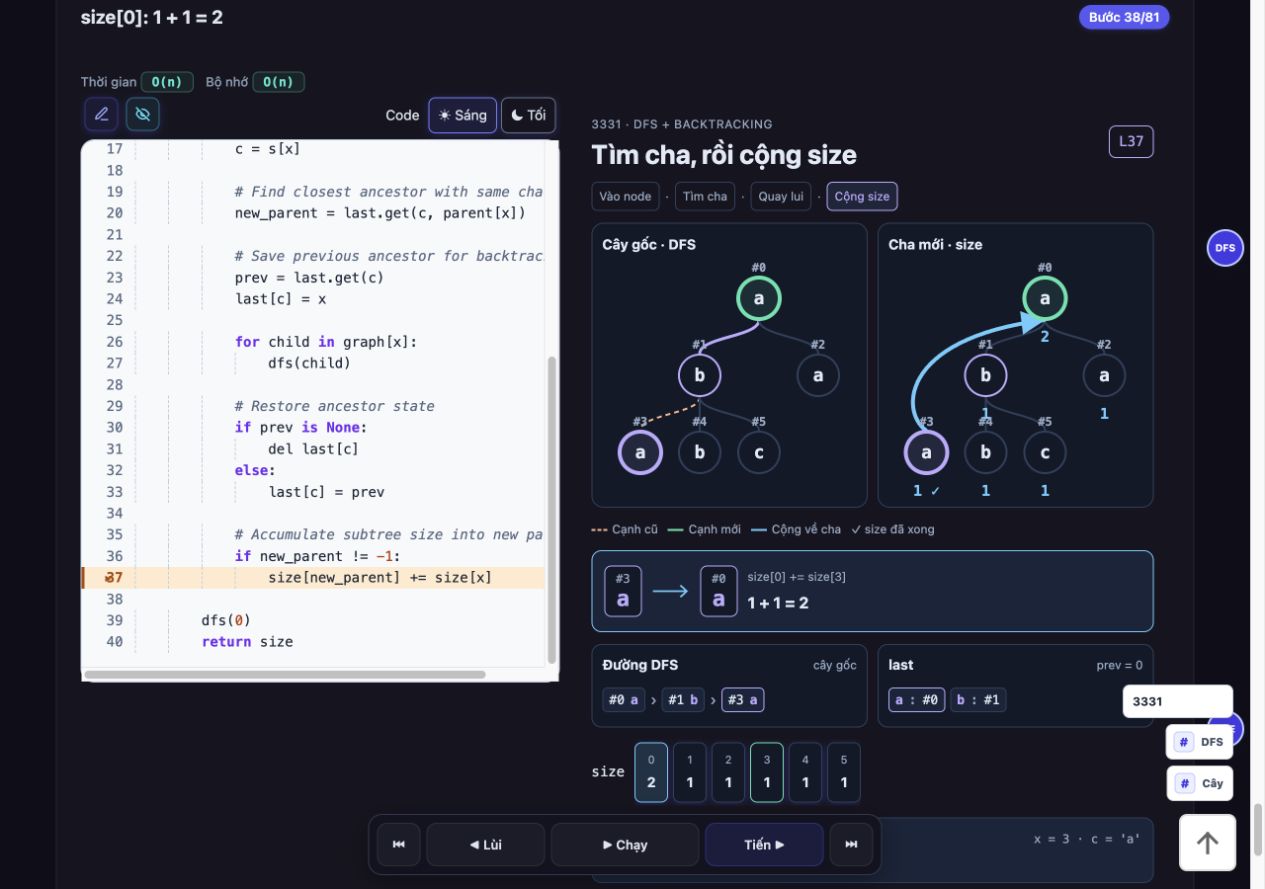 size[0]: 1 + 1 = 2
Bước 38/81
Thời gian O(n) Bộ nhớ O(n)
Code ☀ Sáng Tối
17 c = s[x]
18
19 # Find closest ancestor with same cha
20 new_parent = last.get(c, parent[x])
21
22 # Save previous ancestor for backtrac
23 prev = last.get(c)
24 last[c] = x
25
26 for child in graph[x]:
27 dfs(child)
28
29 # Restore ancestor state
30 if prev is None:
31 del last[c]
32 else:
33 last[c] = prev
34
35 # Accumulate subtree size into new pa
36 if new_parent != -1:
37 size[new_parent] += size[x]
38
39 dfs(0)
40 return size
3331 · DFS + BACKTRACKING
Tìm cha, rồi cộng size
L37
Vào node · Tìm cha · Quay lui · Cộng size
Cây gốc · DFS
#0
a
#1 #2
b a
#3 #4 #5
a b c
Cha mới · size
#0
a
2
#1 #2
b a
1 1
#3 #4 #5
a b c
1 ✓ 1 1
Cạnh cũ Cạnh mới Cộng về cha ✓ size đã xong
#3 a → #0 a
size[0] += size[3]
1 + 1 = 2
Đường DFS cây gốc
#0 a › #1 b › #3 a
last prev = 0
a : #0 b : #1
size
0 1 2 3 4 5
2 1 1 1 1 1
x = 3 · c = 'a'
⏮ ◀ Lùi ▶ Chạy Tiến ▶ ⏭
DFS
3331
# DFS
# Cây